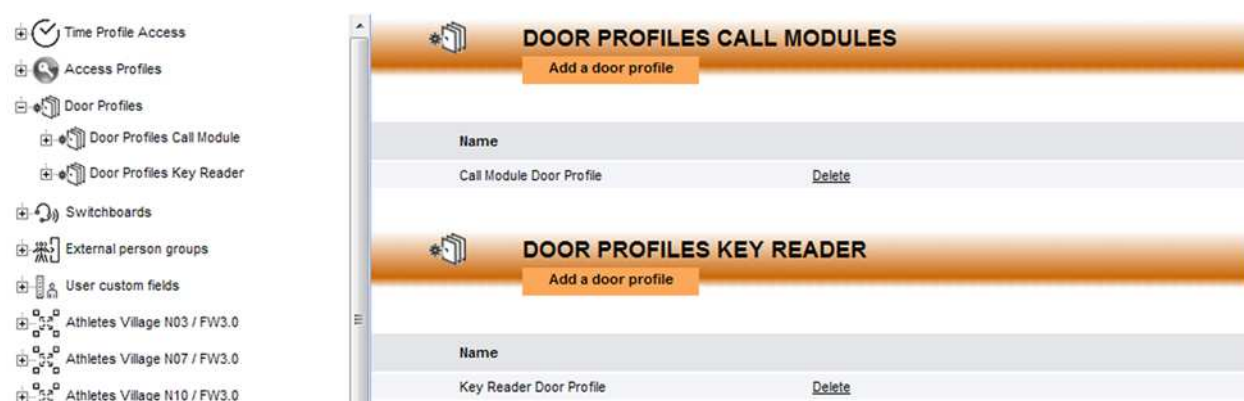 Time Profile Access
Access Profiles
Door Profiles
Door Profiles Call Module
Door Profiles Key Reader
Switchboards
External person groups
User custom fields
Athletes Village N03 / FW3.0
Athletes Village N07 / FW3.0
Athletes Village N10 / FW3.0
DOOR PROFILES CALL MODULES
Add a door profile
Name
Call Module Door Profile Delete
DOOR PROFILES KEY READER
Add a door profile
Name
Key Reader Door Profile Delete